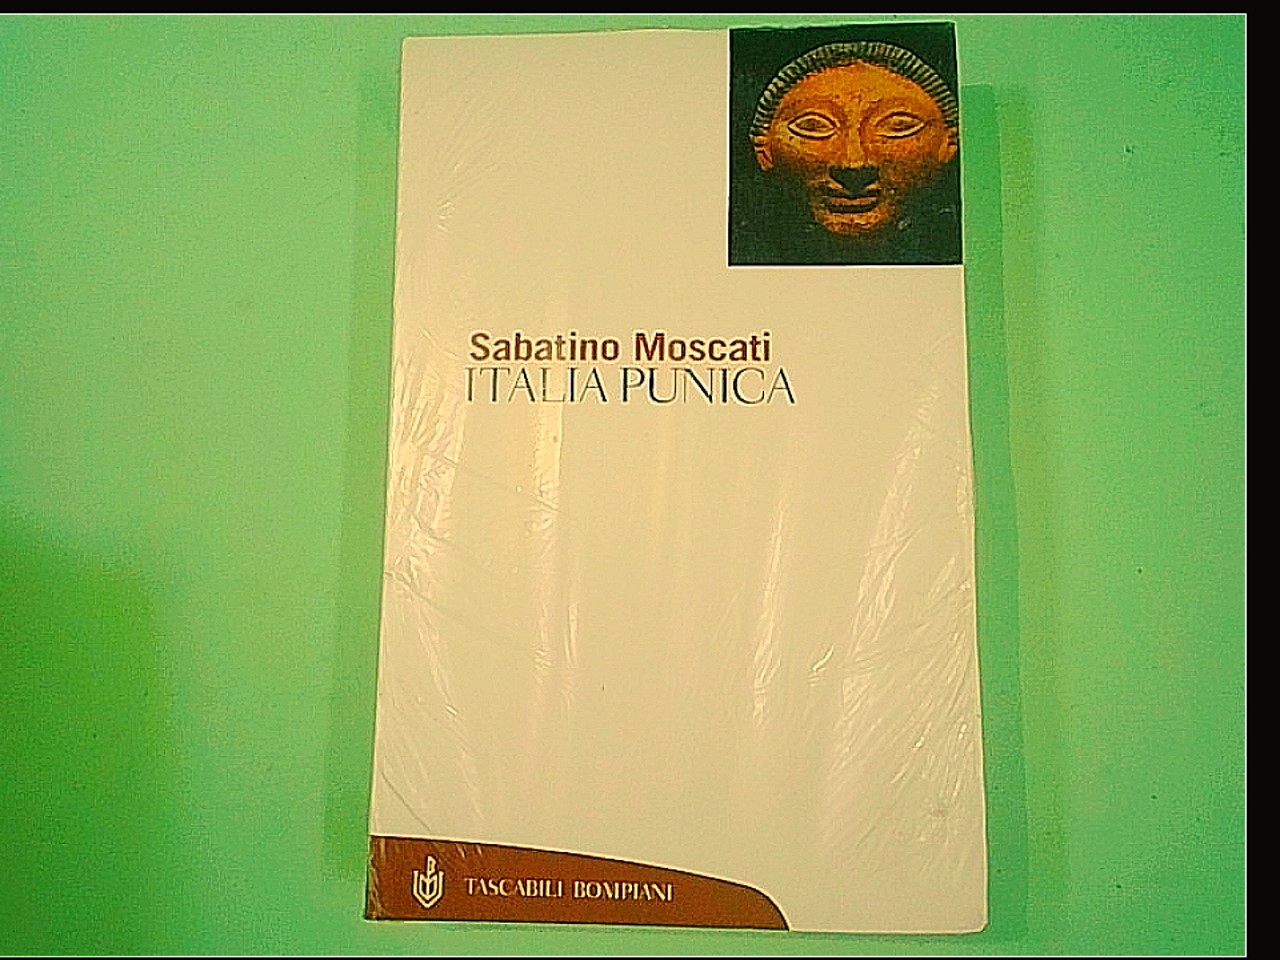 Sabatino Moscati
ITALIA PUNICA
TASCABILI BOMPIANI